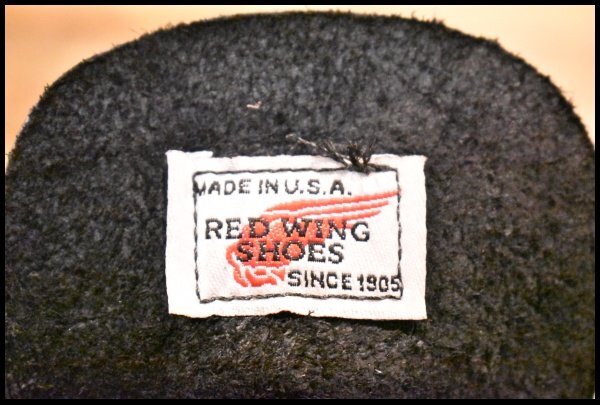 MADE IN U.S.A.
RED WING
SHOES
SINCE 1905